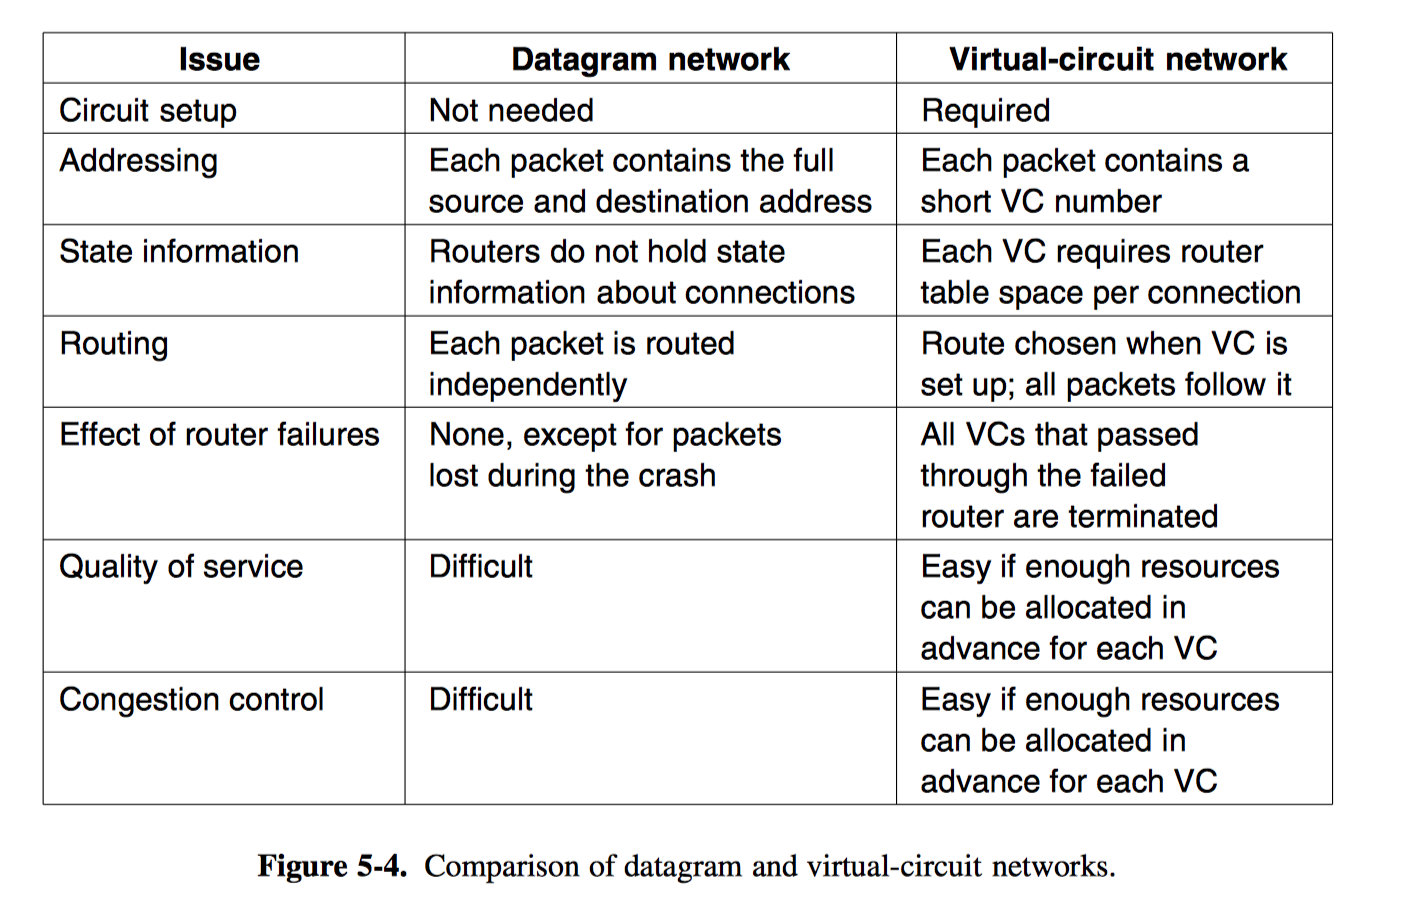 Issue
Datagram network
Virtual-circuit network
Circuit setup
Not needed
Required
Addressing
Each packet contains the full
source and destination address
Each packet contains a
short VC number
State information
Routers do not hold state
information about connections
Each VC requires router
table space per connection
Routing
Each packet is routed
independently
Route chosen when VC is
set up; all packets follow it
Effect of router failures
None, except for packets
lost during the crash
All VCs that passed
through the failed
router are terminated
Quality of service
Difficult
Easy if enough resources
can be allocated in
advance for each VC
Congestion control
Difficult
Easy if enough resources
can be allocated in
advance for each VC
Figure 5-4. Comparison of datagram and virtual-circuit networks.